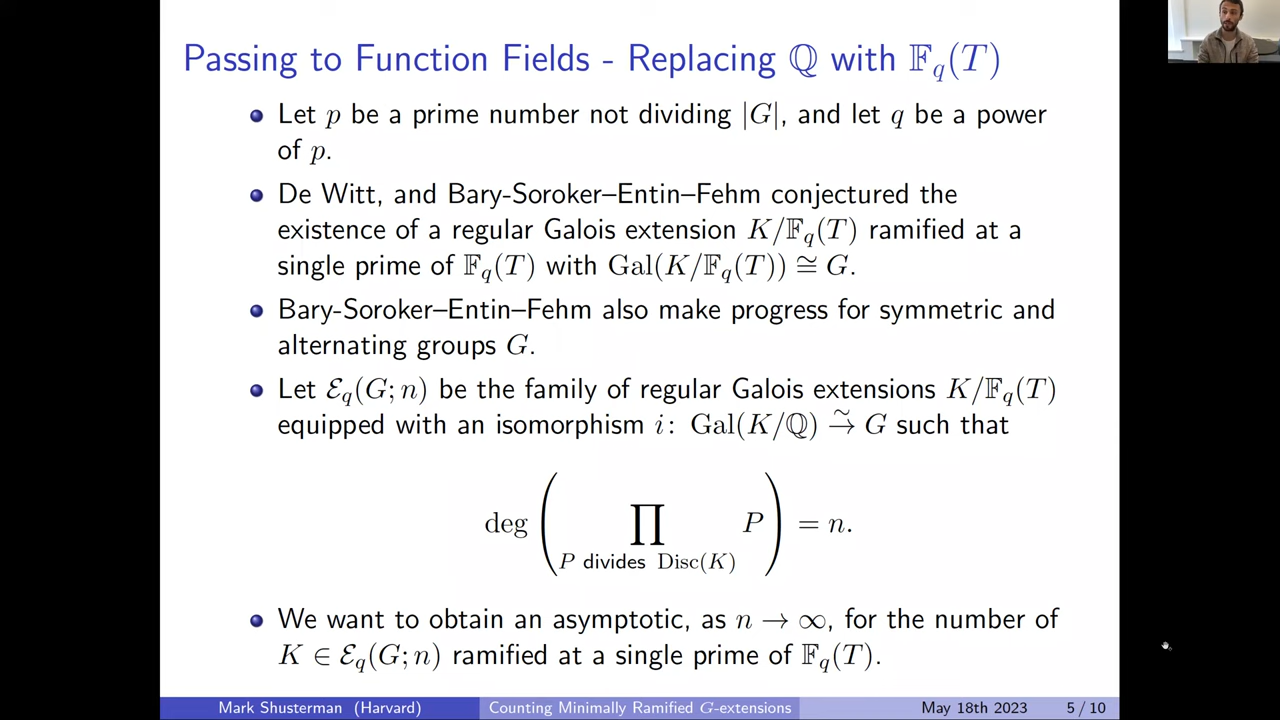 Passing to Function Fields - Replacing ℚ with 𝔽_q(T)
Let p be a prime number not dividing |G|, and let q be a power
of p.
De Witt, and Bary-Soroker–Entin–Fehm conjectured the
existence of a regular Galois extension K/𝔽_q(T) ramified at a
single prime of 𝔽_q(T) with Gal(K/𝔽_q(T)) ≅ G.
Bary-Soroker–Entin–Fehm also make progress for symmetric and
alternating groups G.
Let ℰ_q(G; n) be the family of regular Galois extensions K/𝔽_q(T)
equipped with an isomorphism i: Gal(K/ℚ) ⥲ G such that
deg ( ∏_{P divides Disc(K)} P ) = n.
We want to obtain an asymptotic, as n → ∞, for the number of
K ∈ ℰ_q(G; n) ramified at a single prime of 𝔽_q(T).
Mark Shusterman (Harvard) Counting Minimally Ramified G-extensions May 18th 2023 5 / 10